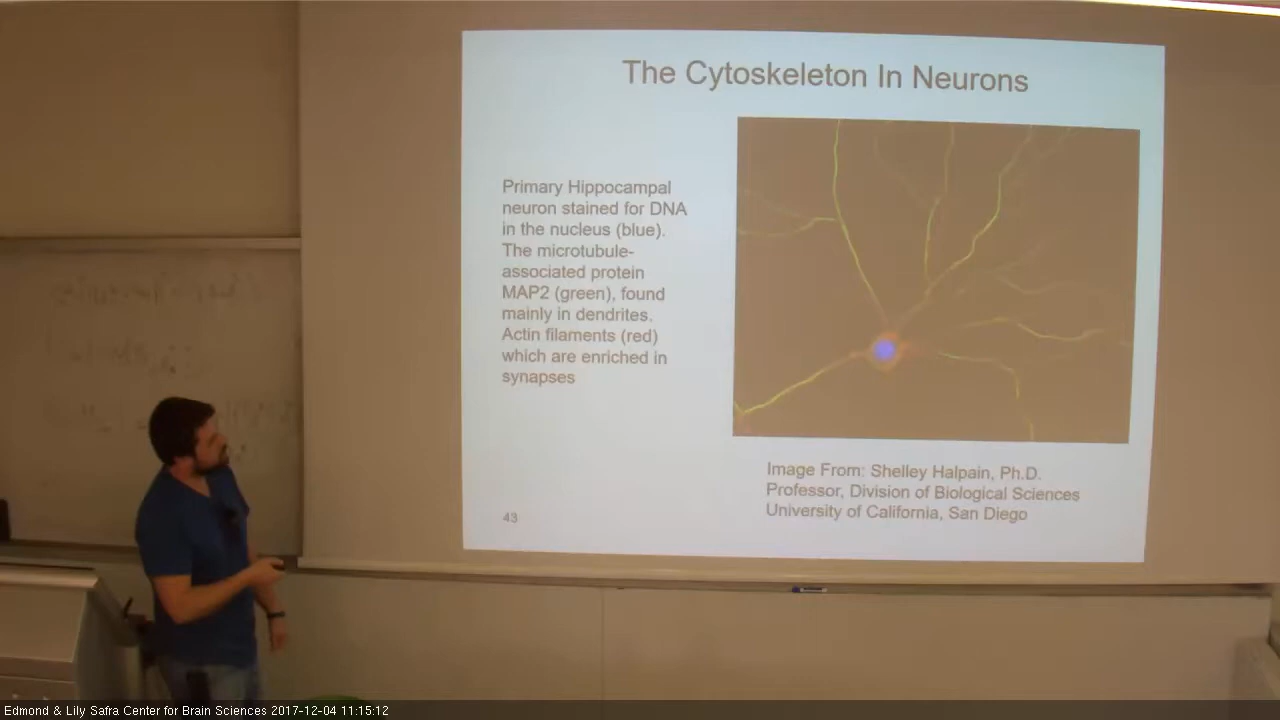 The Cytoskeleton In Neurons
Primary Hippocampal
neuron stained for DNA
in the nucleus (blue).
The microtubule-
associated protein
MAP2 (green), found
mainly in dendrites.
Actin filaments (red)
which are enriched in
synapses
Image From: Shelley Halpain, Ph.D.
Professor, Division of Biological Sciences
University of California, San Diego
43
Edmond & Lily Safra Center for Brain Sciences 2017-12-04 11:15:12